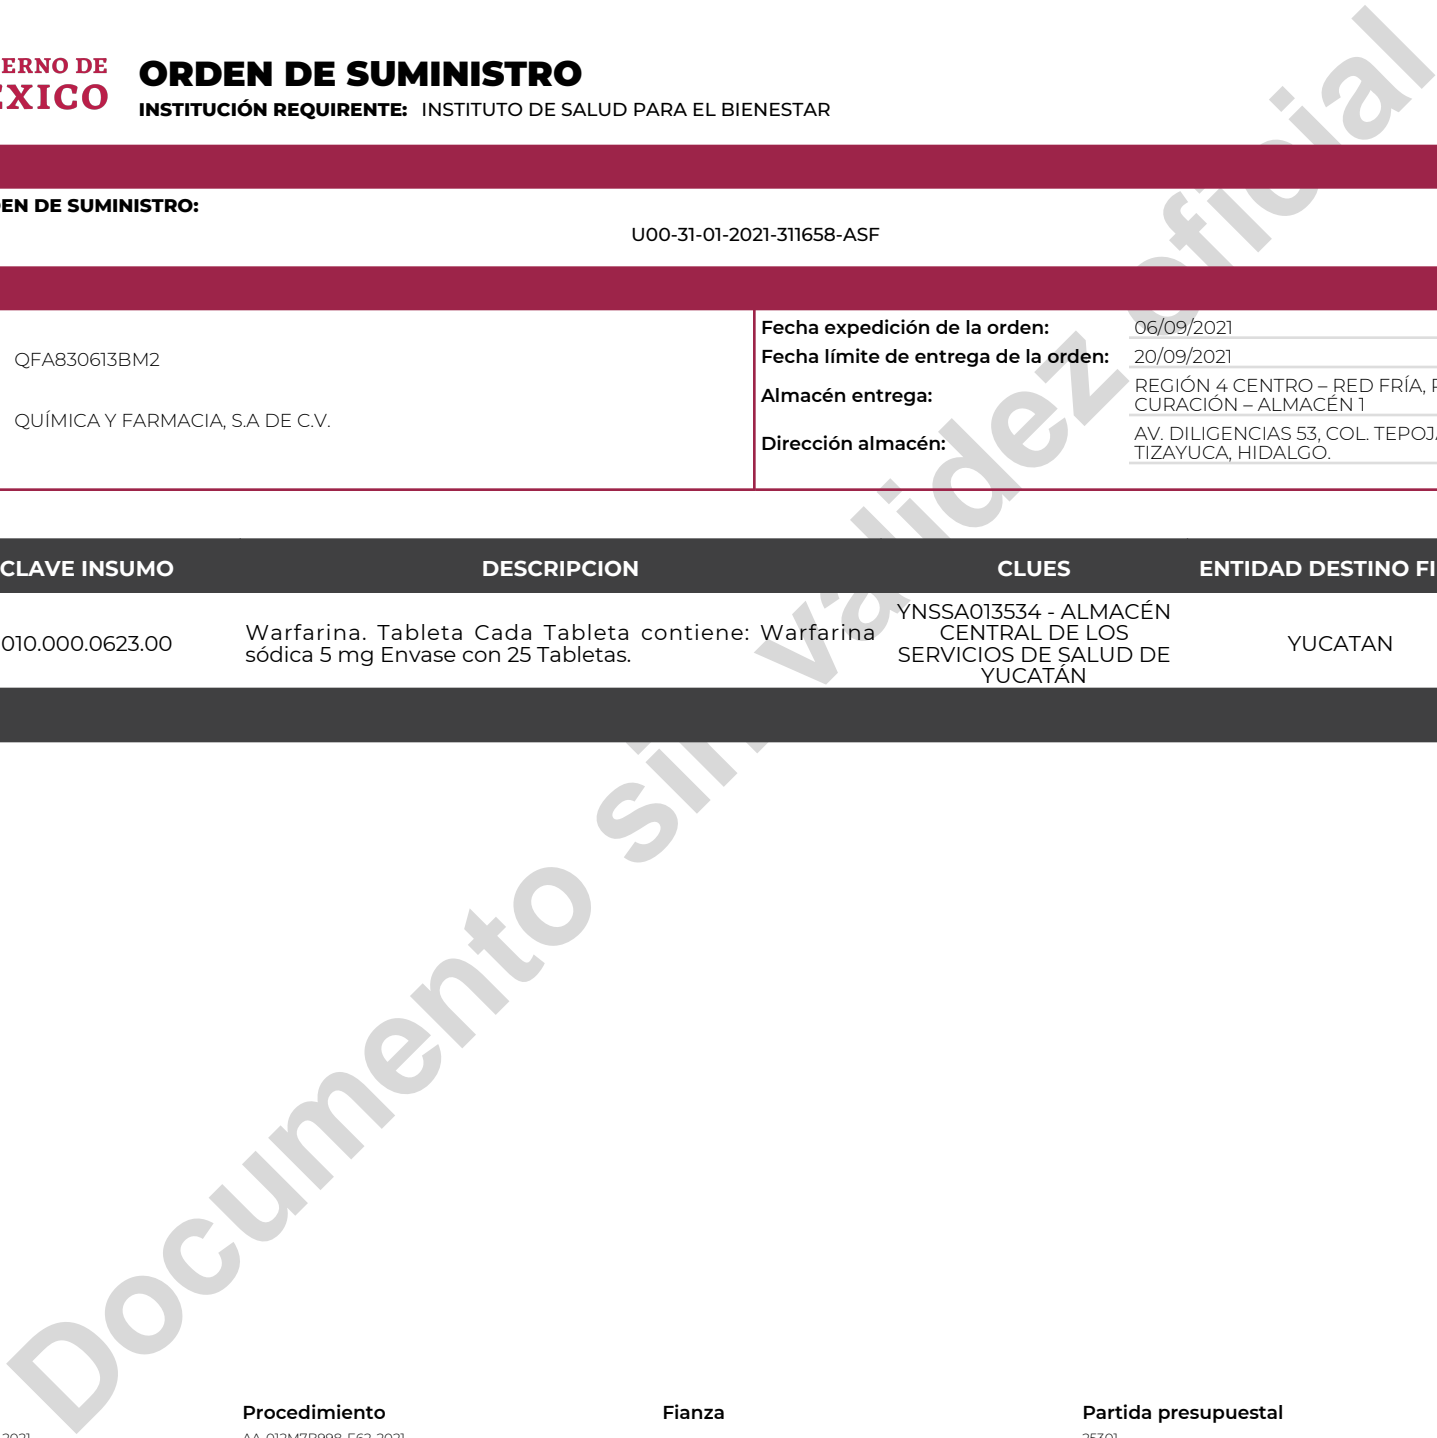 ERNO DE
EXICO
ORDEN DE SUMINISTRO
INSTITUCIÓN REQUIRENTE: INSTITUTO DE SALUD PARA EL BIENESTAR
EN DE SUMINISTRO:
U00-31-01-2021-311658-ASF
QFA830613BM2
QUÍMICA Y FARMACIA, S.A DE C.V.
Fecha expedición de la orden: 06/09/2021
Fecha límite de entrega de la orden: 20/09/2021
Almacén entrega: REGIÓN 4 CENTRO – RED FRÍA,
CURACIÓN – ALMACÉN 1
Dirección almacén: AV. DILIGENCIAS 53, COL. TEPOJ
TIZAYUCA, HIDALGO.
CLAVE INSUMO DESCRIPCION CLUES ENTIDAD DESTINO FI
010.000.0623.00
Warfarina. Tableta Cada Tableta contiene: Warfarina
sódica 5 mg Envase con 25 Tabletas.
YNSSA013534 - ALMACÉN
CENTRAL DE LOS
SERVICIOS DE SALUD DE
YUCATÁN
YUCATAN
Documento sin validez oficial
Procedimiento Fianza Partida presupuestal